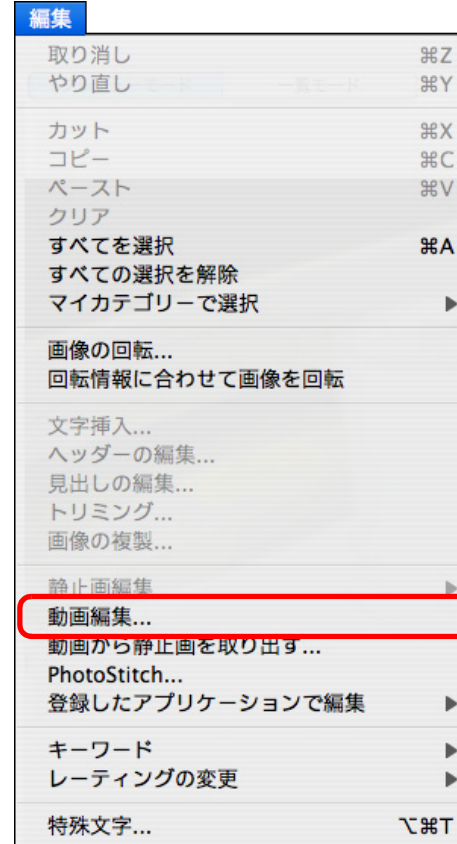 編集
取り消し ⌘Z
やり直し ⌘Y
カット ⌘X
コピー ⌘C
ペースト ⌘V
クリア
すべてを選択 ⌘A
すべての選択を解除
マイカテゴリーで選択 ▶
画像の回転...
回転情報に合わせて画像を回転
文字挿入...
ヘッダーの編集...
見出しの編集...
トリミング...
画像の複製...
静止画編集 ▶
動画編集...
動画から静止画を取り出す...
PhotoStitch...
登録したアプリケーションで編集 ▶
キーワード ▶
レーティングの変更 ▶
特殊文字... ⌥⌘T